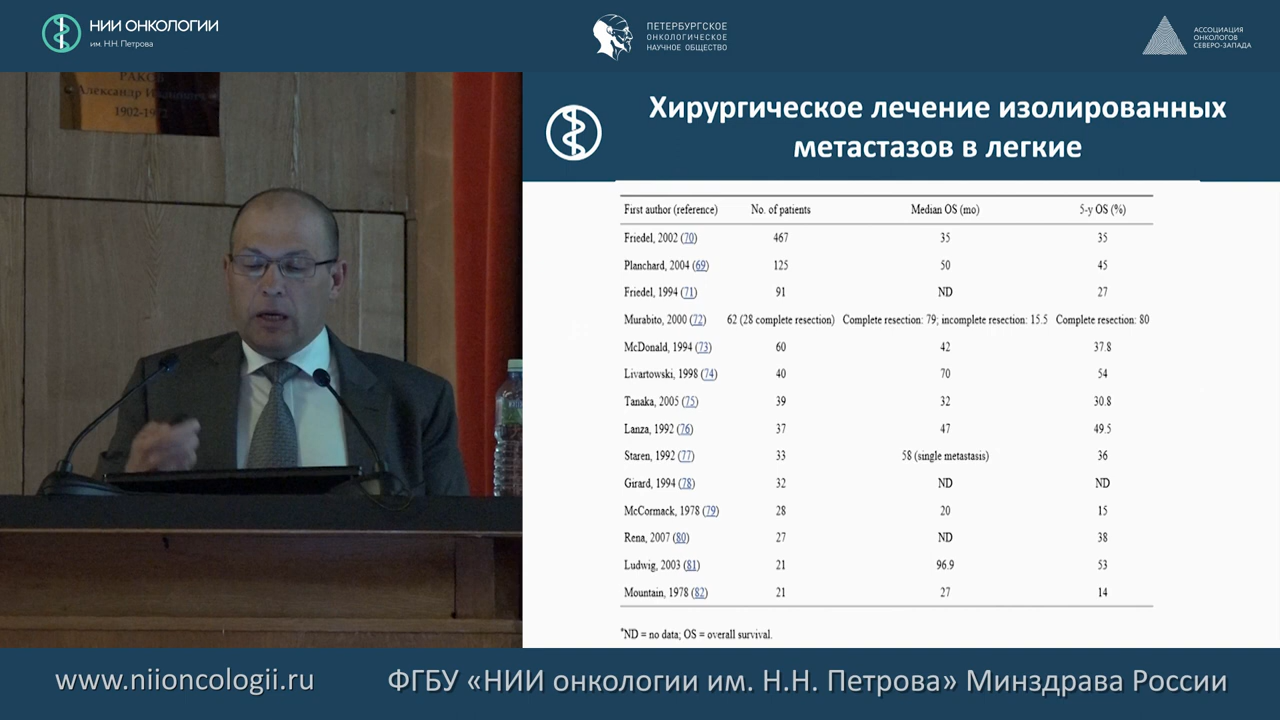 НИИ ОНКОЛОГИИ
им. Н.Н. Петрова
ПЕТЕРБУРГСКОЕ
ОНКОЛОГИЧЕСКОЕ
НАУЧНОЕ ОБЩЕСТВО
АССОЦИАЦИЯ
ОНКОЛОГОВ
СЕВЕРО-ЗАПАДА
Александр
1902-19
Хирургическое лечение изолированных
метастазов в легкие
First author (reference) No. of patients Median OS (mo) 5-y OS (%)
Friedel, 2002 (70) 467 35 35
Planchard, 2004 (69) 125 50 45
Friedel, 1994 (71) 91 ND 27
Murabito, 2000 (72) 62 (28 complete resection) Complete resection: 79; incomplete resection: 15.5 Complete resection: 80
McDonald, 1994 (73) 60 42 37.8
Livartowski, 1998 (74) 40 70 54
Tanaka, 2005 (75) 39 32 30.8
Lanza, 1992 (76) 37 47 49.5
Staren, 1992 (77) 33 58 (single metastasis) 36
Girard, 1994 (78) 32 ND ND
McCormack, 1978 (79) 28 20 15
Rena, 2007 (80) 27 ND 38
Ludwig, 2003 (81) 21 96.9 53
Mountain, 1978 (82) 21 27 14
*ND = no data; OS = overall survival.
www.niioncologii.ru ФГБУ «НИИ онкологии им. Н.Н. Петрова» Минздрава России